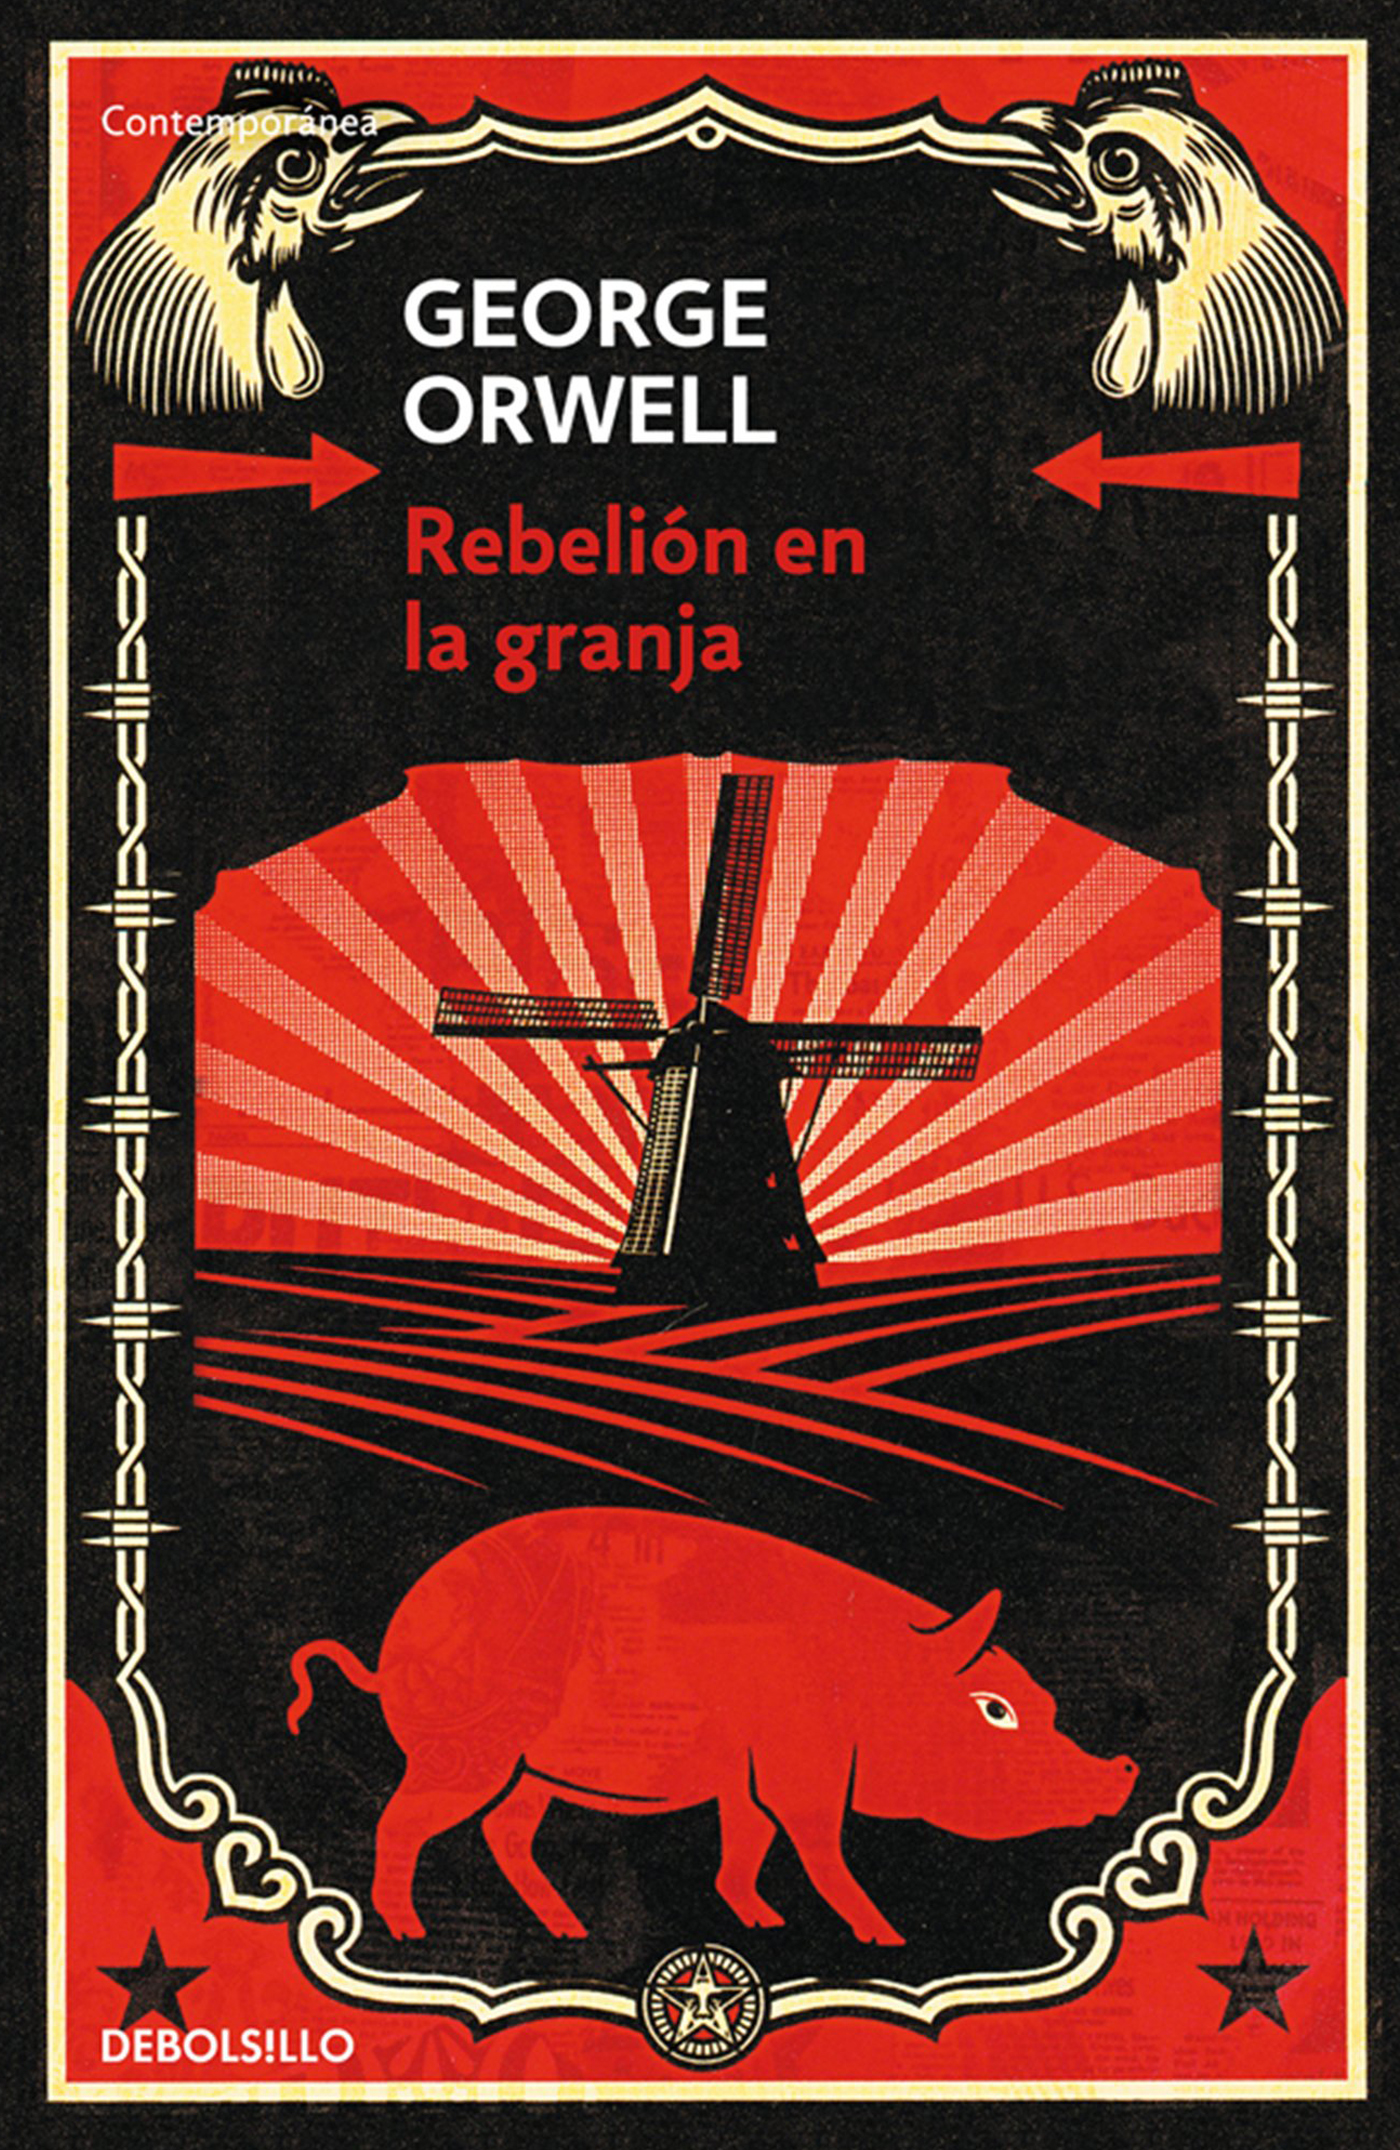 Contemporánea
GEORGE
ORWELL
Rebelión en
la granja
DEBOLS!LLO